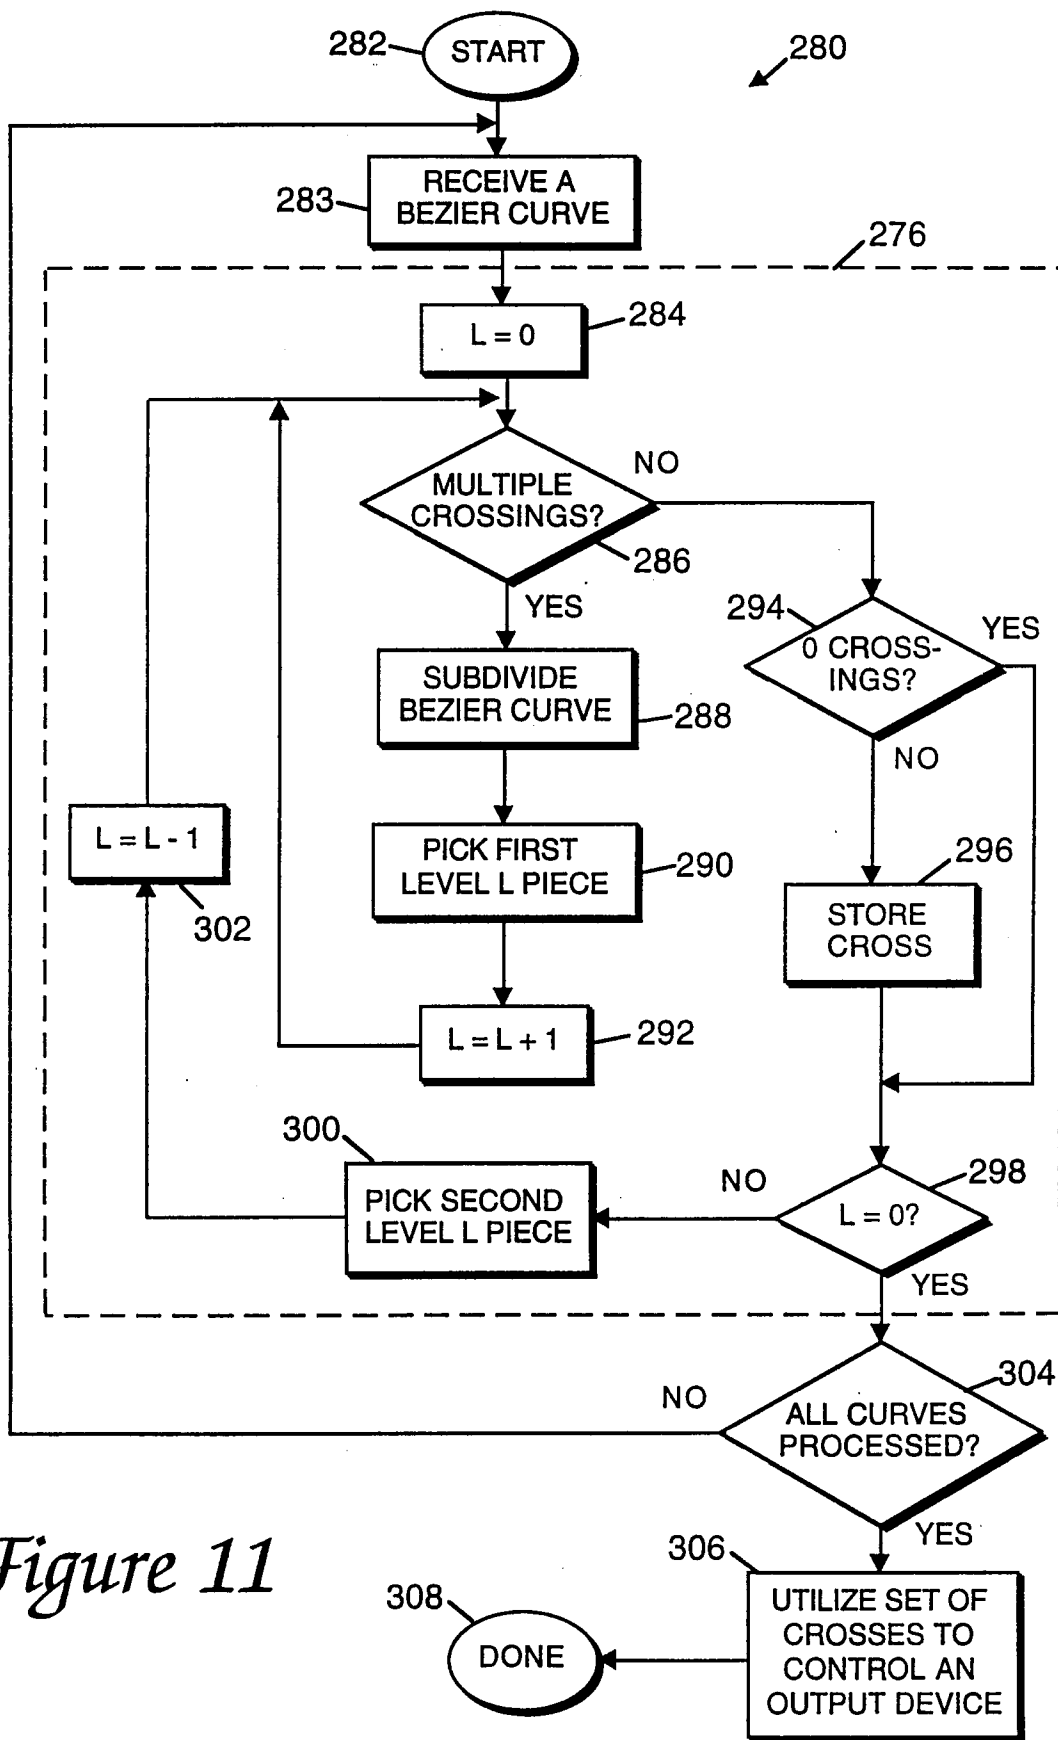 282
START
280
283
RECEIVE A
BEZIER CURVE
276
L = 0
284
NO
MULTIPLE
CROSSINGS?
286
YES
294
0 CROSS-
INGS?
YES
SUBDIVIDE
BEZIER CURVE
288
NO
L = L - 1
302
PICK FIRST
LEVEL L PIECE
290
296
STORE
CROSS
L = L + 1
292
300
PICK SECOND
LEVEL L PIECE
NO
298
L = 0?
YES
304
NO
ALL CURVES
PROCESSED?
YES
Figure 11
306
308
DONE
UTILIZE SET OF
CROSSES TO
CONTROL AN
OUTPUT DEVICE